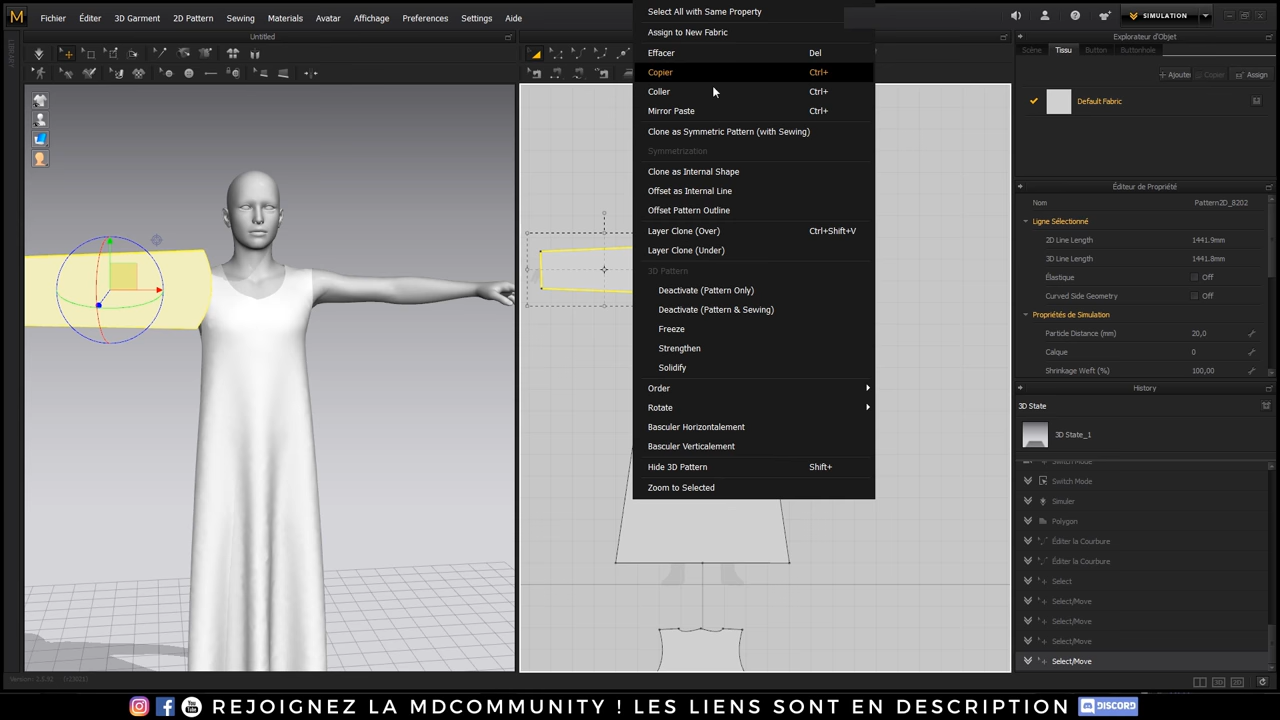 Fichier Éditer 3D Garment 2D Pattern Sewing Materials Avatar Affichage Preferences Settings Aide SIMULATION
Untitled
Explorateur d'Objet
LIBRARY
Scène Tissu Button Buttonhole
Ajoute Copier Assign
Default Fabric
Select All with Same Property
Assign to New Fabric
Effacer Del
Copier Ctrl+
Coller Ctrl+
Mirror Paste Ctrl+
Clone as Symmetric Pattern (with Sewing)
Symmetrization
Clone as Internal Shape
Offset as Internal Line
Offset Pattern Outline
Layer Clone (Over) Ctrl+Shift+V
Layer Clone (Under)
3D Pattern
Deactivate (Pattern Only)
Deactivate (Pattern & Sewing)
Freeze
Strengthen
Solidify
Order
Rotate
Basculer Horizontalement
Basculer Verticalement
Hide 3D Pattern Shift+
Zoom to Selected
Éditeur de Propriété
Nom Pattern2D_8202
Ligne Sélectionné
2D Line Length 1441.9mm
3D Line Length 1441.8mm
Élastique Off
Curved Side Geometry Off
Propriétés de Simulation
Particle Distance (mm) 20,0
Calque 0
Shrinkage Weft (%) 100,00
History
3D State
3D State_1
Switch Mode
Switch Mode
Simuler
Polygon
Éditer la Courbure
Éditer la Courbure
Select
Select/Move
Select/Move
Select/Move
Select/Move
REJOIGNEZ LA MDCOMMUNITY ! LES LIENS SONT EN DESCRIPTION DISCORD